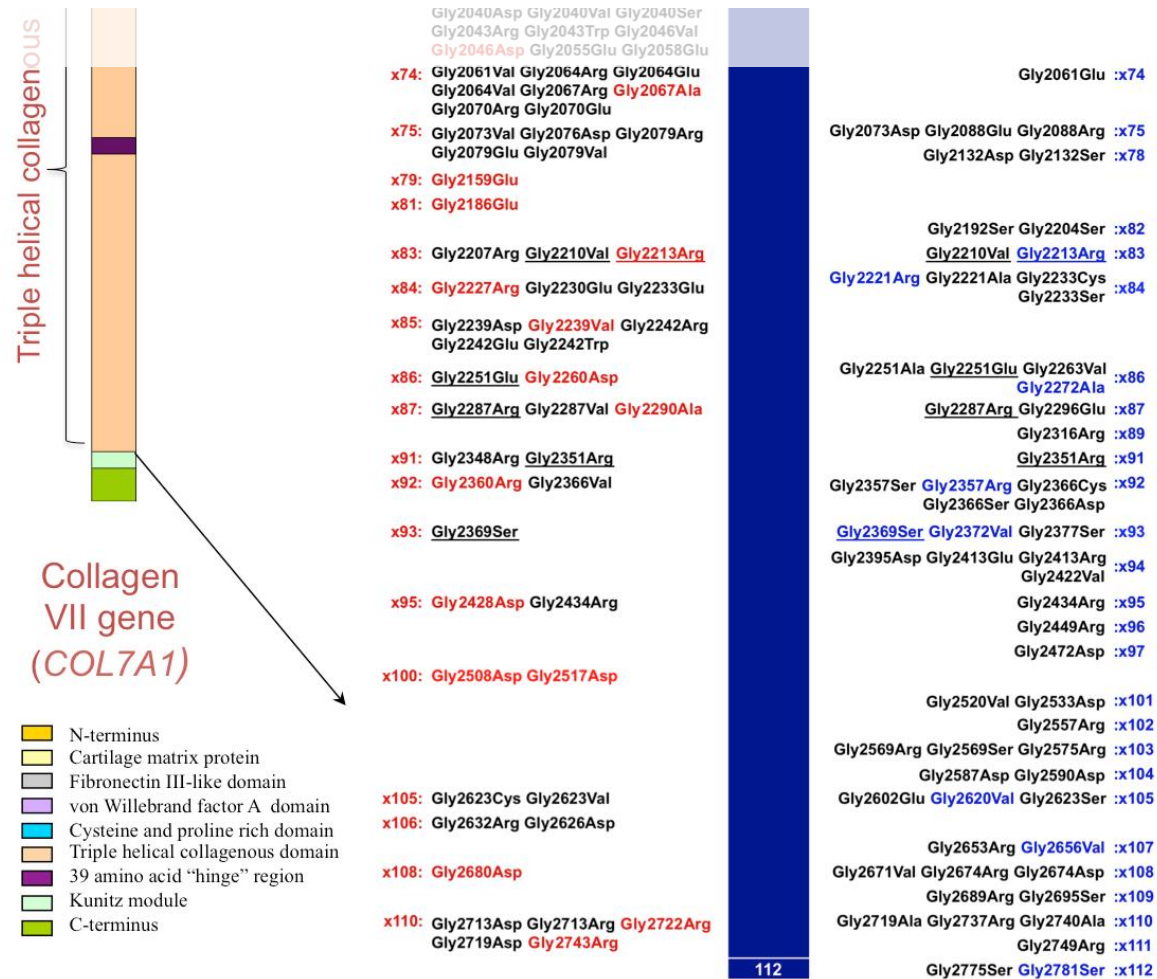 Triple helical collagenous
Gly2040Asp Gly2040Val Gly2040Ser
Gly2043Arg Gly2043Trp Gly2046Val
Gly2046Asp Gly2055Glu Gly2058Glu
x74: Gly2061Val Gly2064Arg Gly2064Glu
Gly2064Val Gly2067Arg Gly2067Ala
Gly2070Arg Gly2070Glu
x75: Gly2073Val Gly2076Asp Gly2079Arg
Gly2079Glu Gly2079Val
x79: Gly2159Glu
x81: Gly2186Glu
x83: Gly2207Arg Gly2210Val Gly2213Arg
x84: Gly2227Arg Gly2230Glu Gly2233Glu
x85: Gly2239Asp Gly2239Val Gly2242Arg
Gly2242Glu Gly2242Trp
x86: Gly2251Glu Gly2260Asp
x87: Gly2287Arg Gly2287Val Gly2290Ala
x91: Gly2348Arg Gly2351Arg
x92: Gly2360Arg Gly2366Val
x93: Gly2369Ser
x95: Gly2428Asp Gly2434Arg
x100: Gly2508Asp Gly2517Asp
x105: Gly2623Cys Gly2623Val
x106: Gly2632Arg Gly2626Asp
x108: Gly2680Asp
x110: Gly2713Asp Gly2713Arg Gly2722Arg
Gly2719Asp Gly2743Arg
112
Gly2061Glu :x74
Gly2073Asp Gly2088Glu Gly2088Arg :x75
Gly2132Asp Gly2132Ser :x78
Gly2192Ser Gly2204Ser :x82
Gly2210Val Gly2213Arg :x83
Gly2221Arg Gly2221Ala Gly2233Cys :x84
Gly2233Ser
Gly2251Ala Gly2251Glu Gly2263Val :x86
Gly2272Ala
Gly2287Arg Gly2296Glu :x87
Gly2316Arg :x89
Gly2351Arg :x91
Gly2357Ser Gly2357Arg Gly2366Cys :x92
Gly2366Ser Gly2366Asp
Gly2369Ser Gly2372Val Gly2377Ser :x93
Gly2395Asp Gly2413Glu Gly2413Arg :x94
Gly2422Val
Gly2434Arg :x95
Gly2449Arg :x96
Gly2472Asp :x97
Gly2520Val Gly2533Asp :x101
Gly2557Arg :x102
Gly2569Arg Gly2569Ser Gly2575Arg :x103
Gly2587Asp Gly2590Asp :x104
Gly2602Glu Gly2620Val Gly2623Ser :x105
Gly2653Arg Gly2656Val :x107
Gly2671Val Gly2674Arg Gly2674Asp :x108
Gly2689Arg Gly2695Ser :x109
Gly2719Ala Gly2737Arg Gly2740Ala :x110
Gly2749Arg :x111
Gly2775Ser Gly2781Ser :x112
Collagen
VII gene
(COL7A1)
N-terminus
Cartilage matrix protein
Fibronectin III-like domain
von Willebrand factor A domain
Cysteine and proline rich domain
Triple helical collagenous domain
39 amino acid “hinge” region
Kunitz module
C-terminus